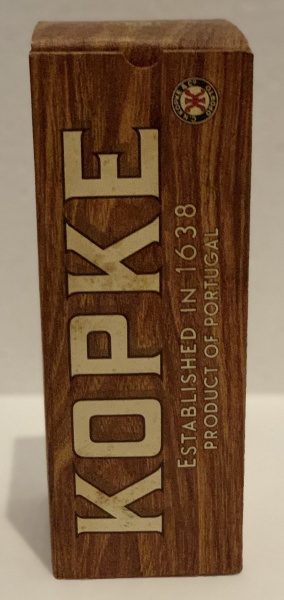 KOPKE
ESTABLISHED IN 1638
PRODUCT OF PORTUGAL